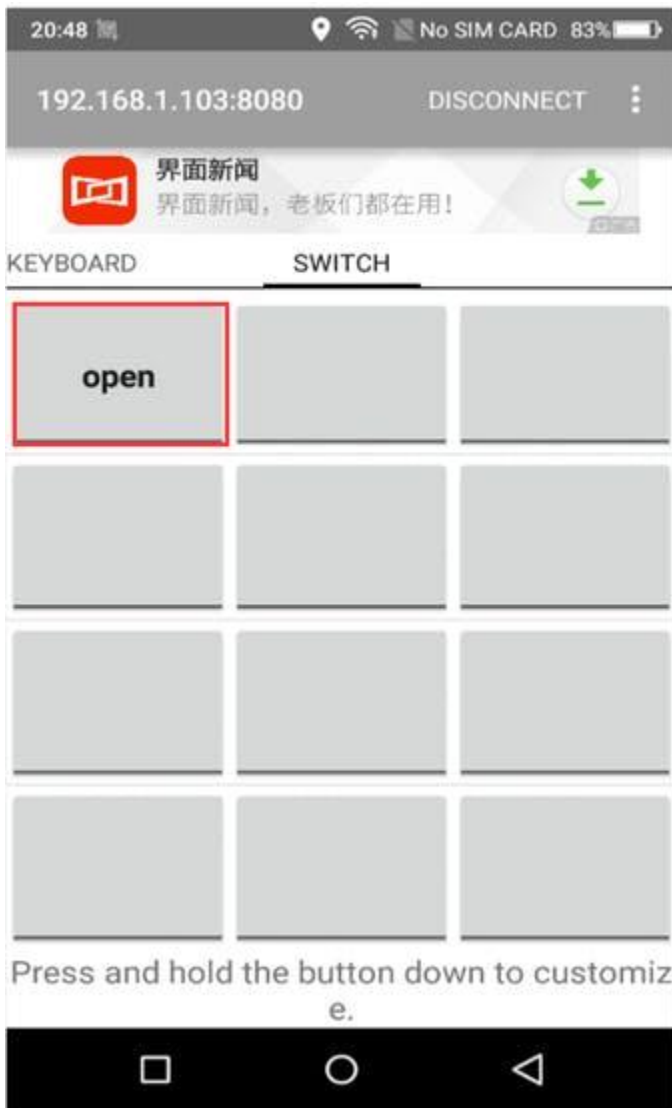 20:48 No SIM CARD 83%
192.168.1.103:8080 DISCONNECT
界面新闻
界面新闻，老板们都在用！
KEYBOARD SWITCH
open
Press and hold the button down to customiz
e.